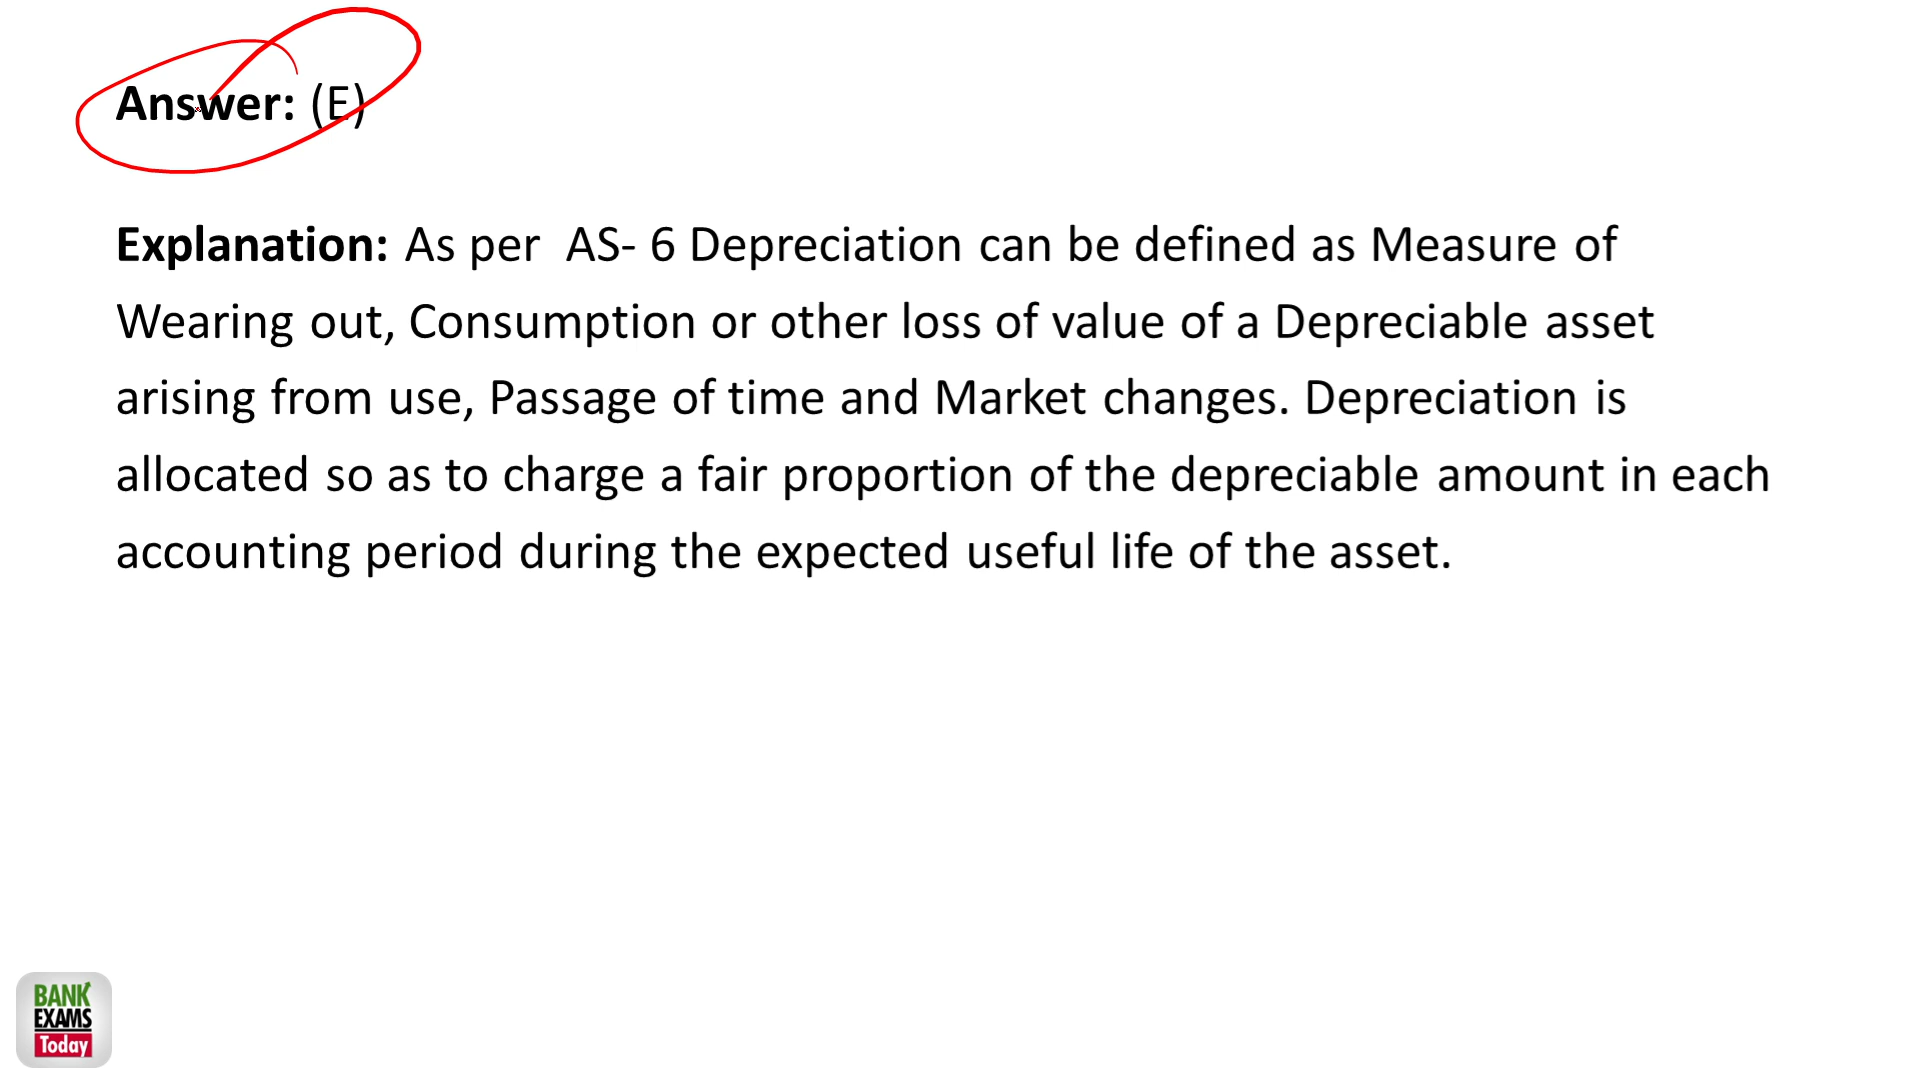 Answer: (E)
Explanation: As per AS- 6 Depreciation can be defined as Measure of
Wearing out, Consumption or other loss of value of a Depreciable asset
arising from use, Passage of time and Market changes. Depreciation is
allocated so as to charge a fair proportion of the depreciable amount in each
accounting period during the expected useful life of the asset.
BANK
EXAMS
Today